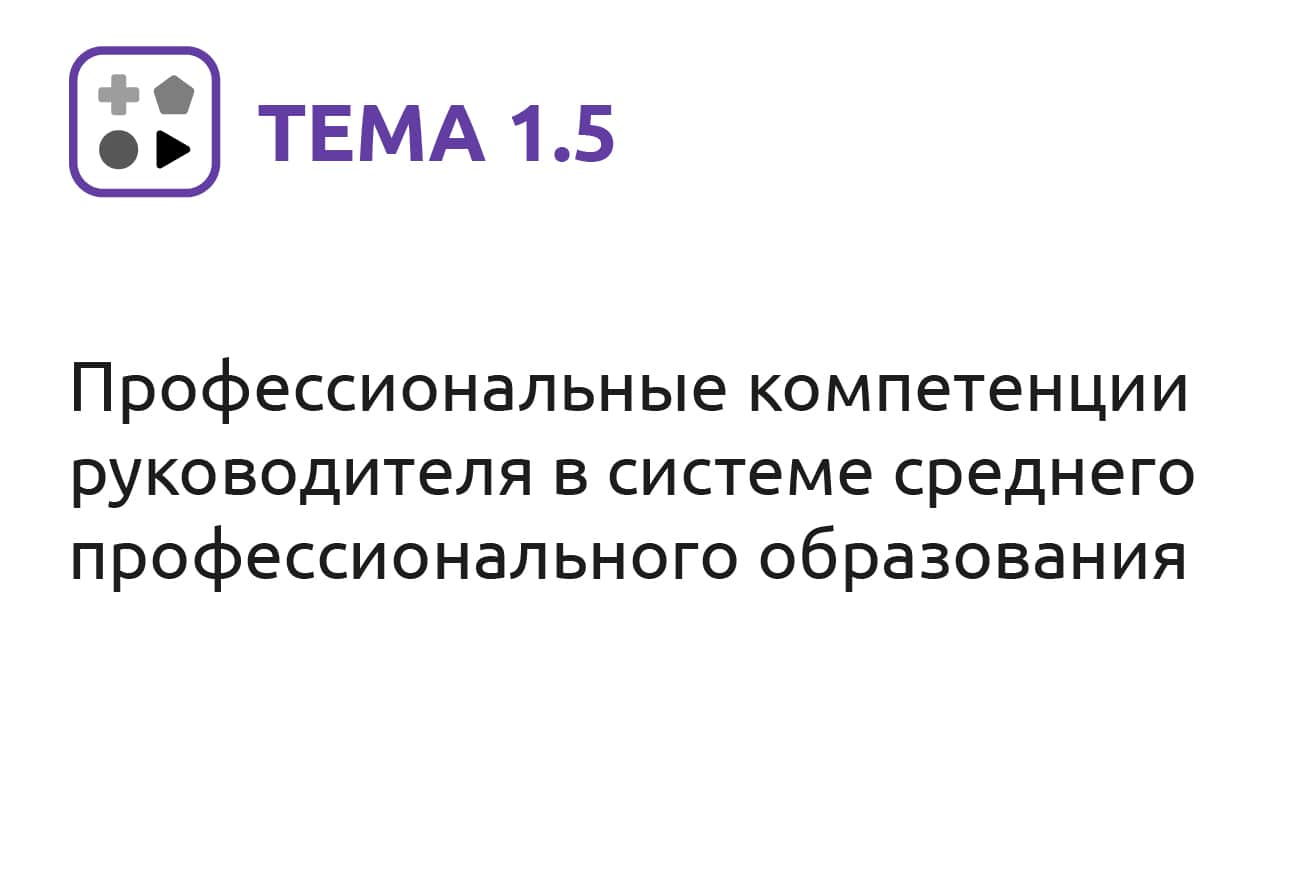 ТЕМА 1.5
Профессиональные компетенции
руководителя в системе среднего
профессионального образования